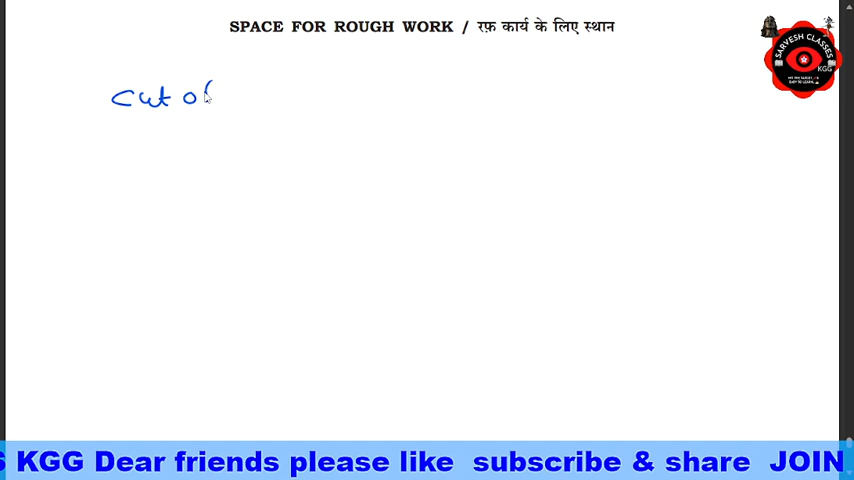 SPACE FOR ROUGH WORK / रफ़ कार्य के लिए स्थान
SARVESH CLASSES
KGG
cut of
S KGG Dear friends please like subscribe & share JOIN